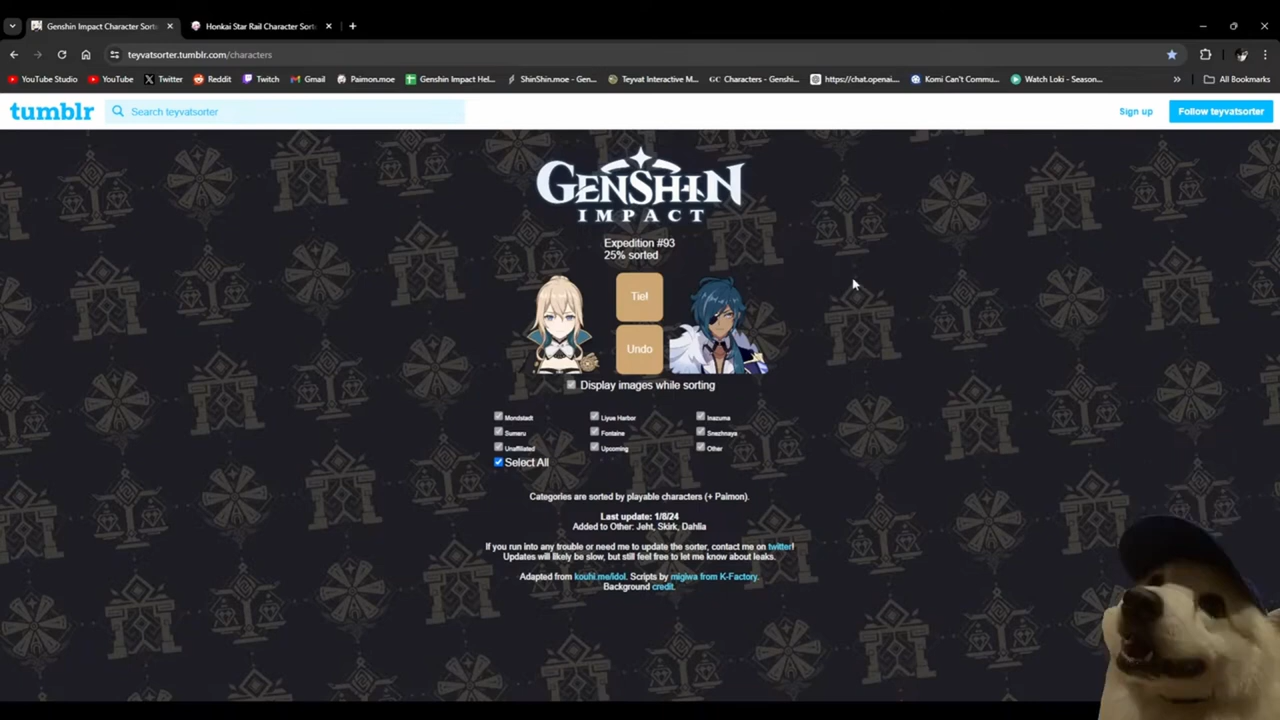 Genshin Impact Character Sort
Honkai Star Rail Character Sort
teyvatsorter.tumblr.com/characters
YouTube Studio
YouTube
Twitter
Reddit
Twitch
Gmail
Paimon.moe
Genshin Impact Hel...
ShinShin.moe - Gen...
Teyvat Interactive M...
GC Characters - Genshi...
https://chat.openai....
Komi Can't Commu...
Watch Loki - Season...
» All Bookmarks
tumblr
Search teyvatsorter
Sign up
Follow teyvatsorter
GENSHIN
IMPACT
Expedition #93
25% sorted
Tie!
Undo
Display images while sorting
Mondstadt Liyue Harbor Inazuma
Sumeru Fontaine Snezhnaya
Unaffiliated Upcoming Other
Select All
Categories are sorted by playable characters (+ Paimon).
Last update: 1/8/24
Added to Other: Jeht, Skirk, Dahlia
If you run into any trouble or need me to update the sorter, contact me on twitter!
Updates will likely be slow, but still feel free to let me know about leaks.
Adapted from kouhi.me/idol. Scripts by migiwa from K-Factory.
Background credit.